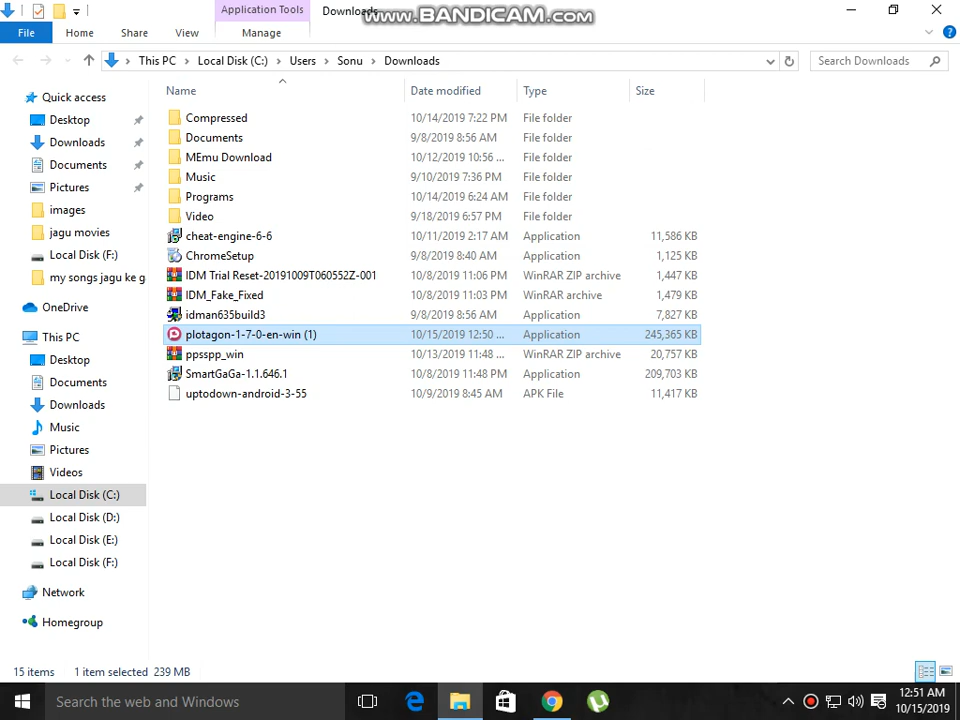 Application Tools
Downloads
www.BANDICAM.com
File
Home
Share
View
Manage
This PC
Local Disk (C:)
Users
Sonu
Downloads
Search Downloads
Name
Date modified
Type
Size
Quick access
Desktop
Downloads
Documents
Pictures
images
jagu movies
Local Disk (F:)
my songs jagu ke g
OneDrive
This PC
Desktop
Documents
Downloads
Music
Pictures
Videos
Local Disk (C:)
Local Disk (D:)
Local Disk (E:)
Local Disk (F:)
Network
Homegroup
Compressed 10/14/2019 7:22 PM File folder
Documents 9/8/2019 8:56 AM File folder
MEmu Download 10/12/2019 10:56 ... File folder
Music 9/10/2019 7:36 PM File folder
Programs 10/14/2019 6:24 AM File folder
Video 9/18/2019 6:57 PM File folder
cheat-engine-6-6 10/11/2019 2:17 AM Application 11,586 KB
ChromeSetup 9/8/2019 8:40 AM Application 1,125 KB
IDM Trial Reset-20191009T060552Z-001 10/8/2019 11:06 PM WinRAR ZIP archive 1,447 KB
IDM_Fake_Fixed 10/8/2019 11:03 PM WinRAR archive 1,479 KB
idman635build3 9/8/2019 8:56 AM Application 7,827 KB
plotagon-1-7-0-en-win (1) 10/15/2019 12:50 ... Application 245,365 KB
ppsspp_win 10/13/2019 11:48 ... WinRAR ZIP archive 20,757 KB
SmartGaGa-1.1.646.1 10/8/2019 11:48 PM Application 209,703 KB
uptodown-android-3-55 10/9/2019 8:45 AM APK File 11,417 KB
15 items 1 item selected 239 MB
Search the web and Windows
12:51 AM
10/15/2019